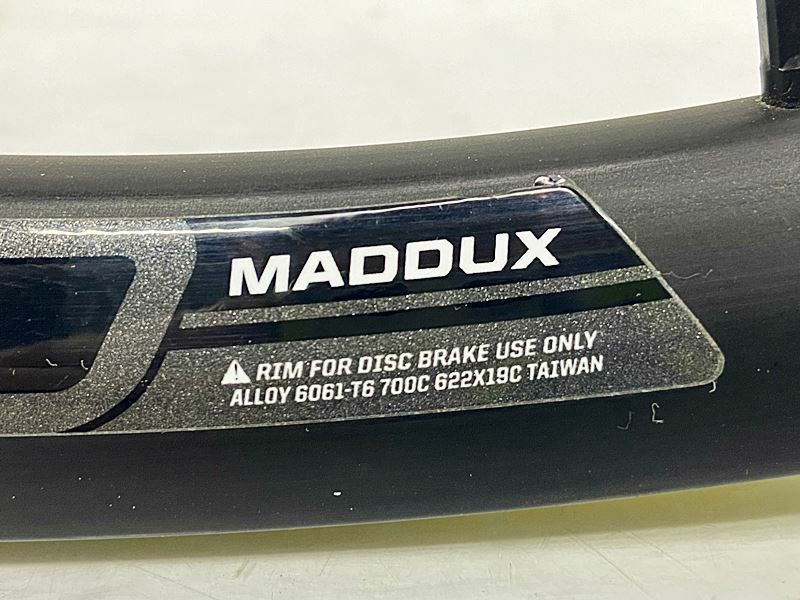 MADDUX
RIM FOR DISC BRAKE USE ONLY
ALLOY 6061-T6 700C 622X19C TAIWAN